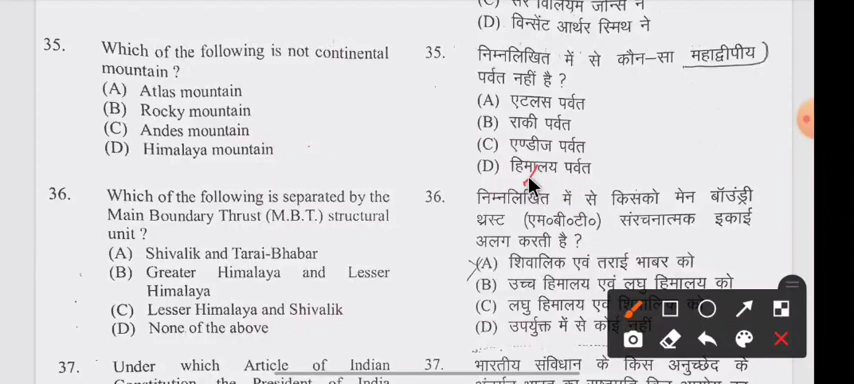 (C) सर विलियम जोन्स ने
(D) विन्सेंट आर्थर स्मिथ ने
35. Which of the following is not continental
mountain ?
(A) Atlas mountain
(B) Rocky mountain
(C) Andes mountain
(D) Himalaya mountain
36. Which of the following is separated by the
Main Boundary Thrust (M.B.T.) structural
unit ?
(A) Shivalik and Tarai-Bhabar
(B) Greater Himalaya and Lesser
Himalaya
(C) Lesser Himalaya and Shivalik
(D) None of the above
37. Under which Article of Indian
35. निम्नलिखित में से कौन-सा महाद्वीपीय
पर्वत नहीं है ?
(A) एटलस पर्वत
(B) राकी पर्वत
(C) एण्डीज पर्वत
(D) हिमालय पर्वत
36. निम्नलिखित में से किसको मेन बॉउंड्री
थ्रस्ट (एम०बी०टी०) संरचनात्मक इकाई
अलग करती है ?
(A) शिवालिक एवं तराई भाबर को
(B) उच्च हिमालय एवं लघु हिमालय को
(C) लघु हिमालय एवं शिवालिक को
(D) उपर्युक्त में से कोई नहीं
37. भारतीय संविधान के किस अनुच्छेद के